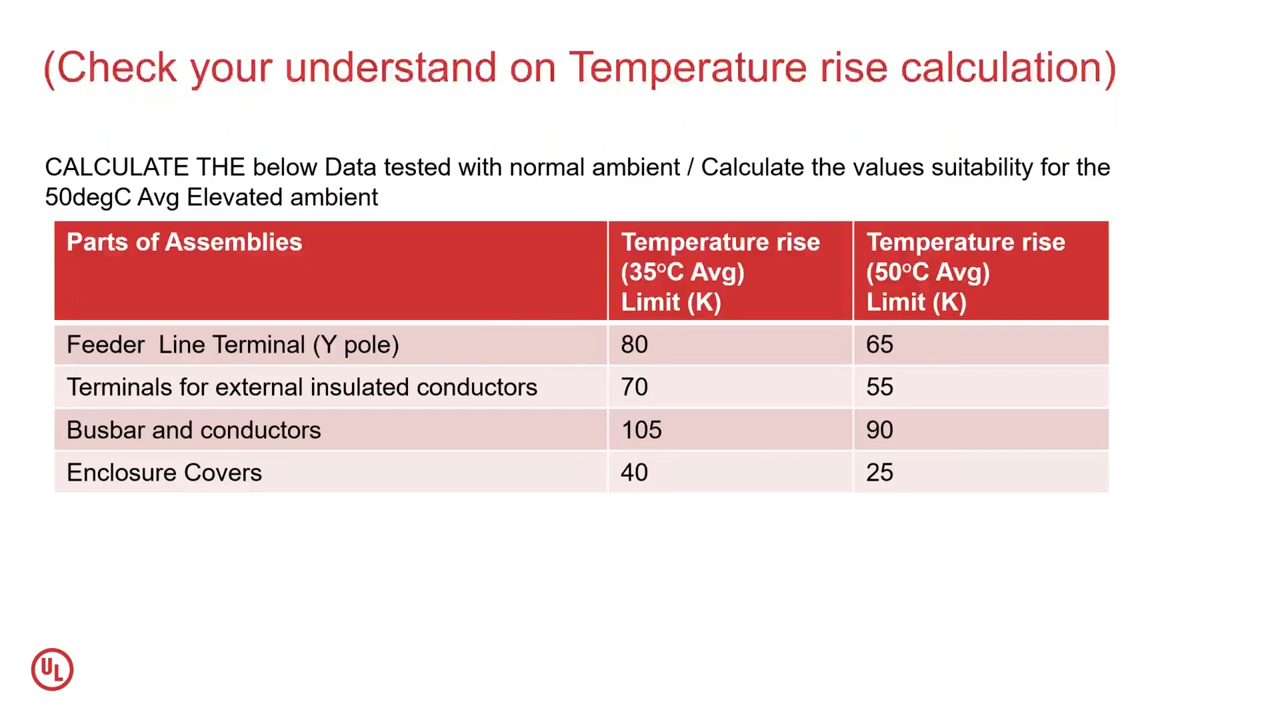 (Check your understand on Temperature rise calculation)
CALCULATE THE below Data tested with normal ambient / Calculate the values suitability for the
50degC Avg Elevated ambient
Parts of Assemblies
Temperature rise
(35°C Avg)
Limit (K)
Temperature rise
(50°C Avg)
Limit (K)
Feeder  Line Terminal (Y pole) 80 65
Terminals for external insulated conductors 70 55
Busbar and conductors 105 90
Enclosure Covers 40 25
UL